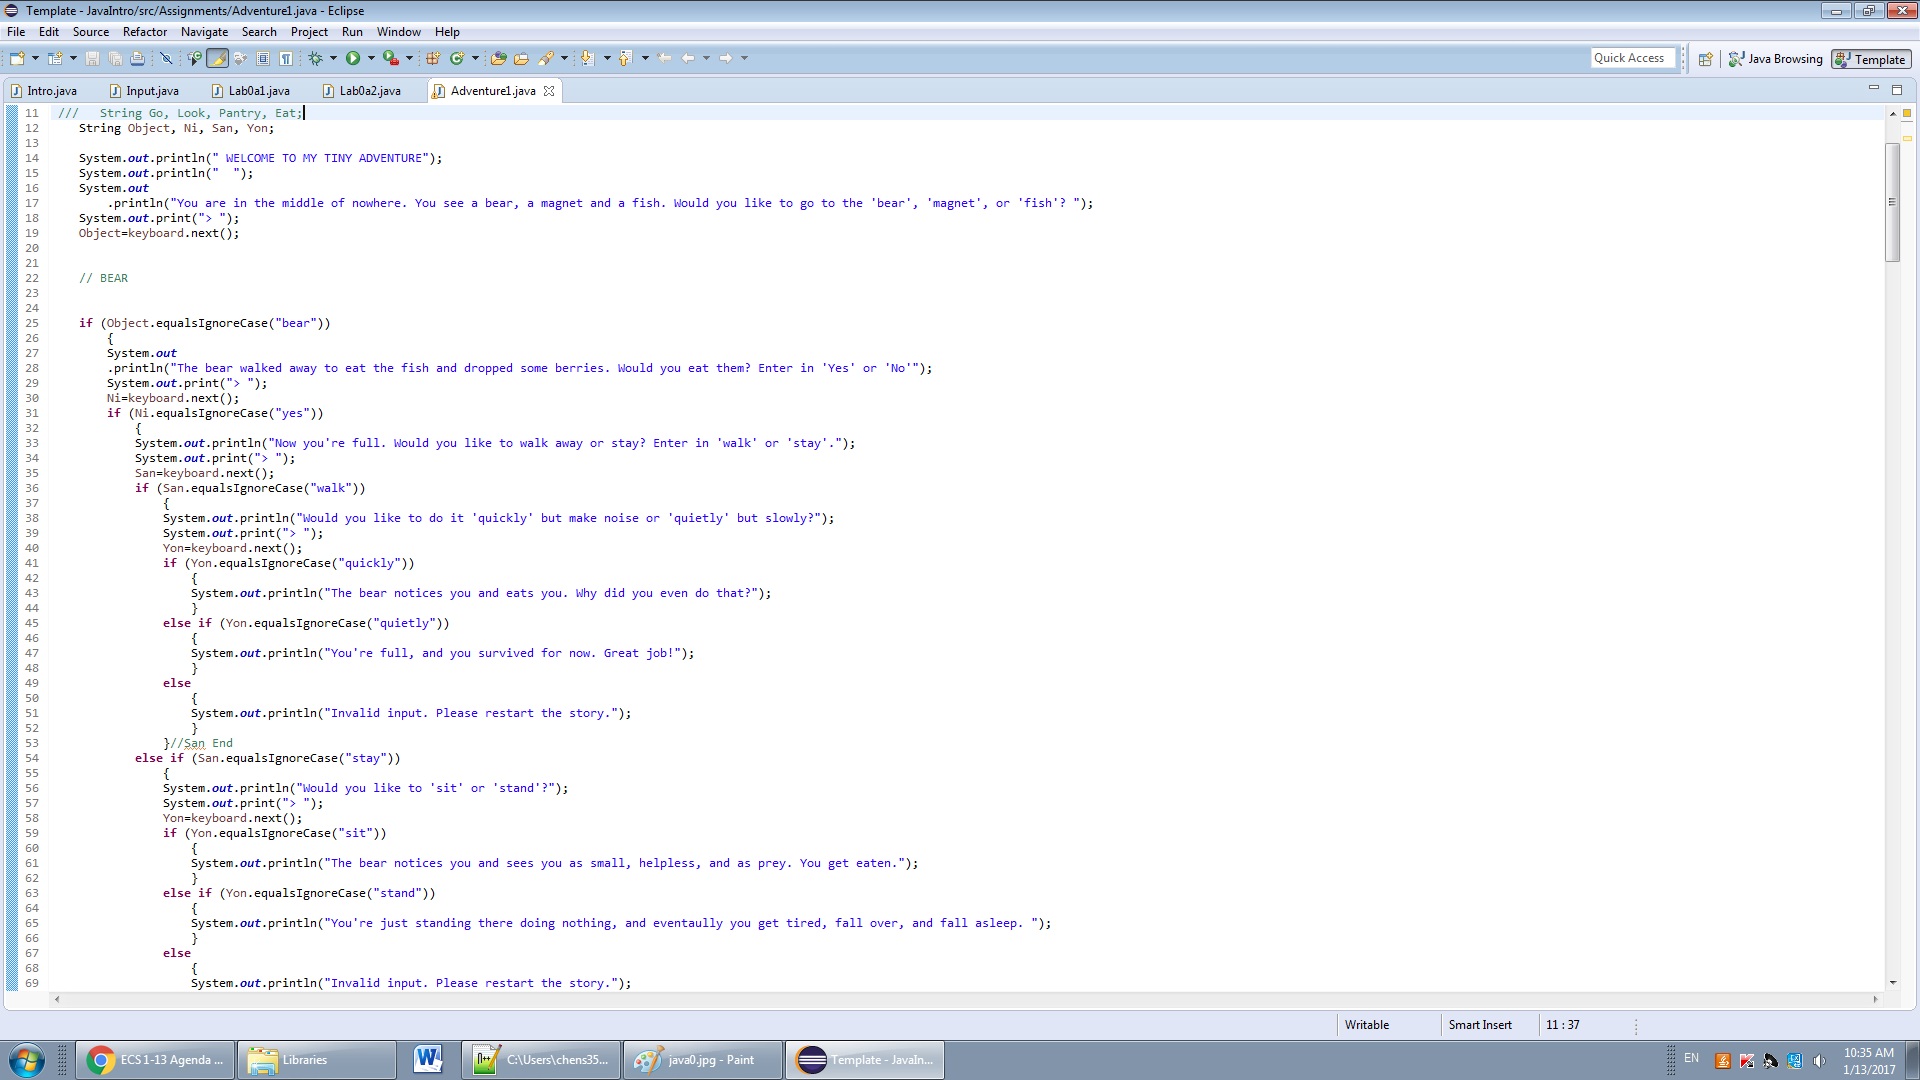 Template - JavaIntro/src/Assignments/Adventure1.java - Eclipse
File Edit Source Refactor Navigate Search Project Run Window Help
Quick Access Java Browsing Template
Intro.java Input.java Lab0a1.java Lab0a2.java Adventure1.java
11 /// String Go, Look, Pantry, Eat;
12 String Object, Ni, San, Yon;
13
14 System.out.println(" WELCOME TO MY TINY ADVENTURE");
15 System.out.println("  ");
16 System.out
17 .println("You are in the middle of nowhere. You see a bear, a magnet and a fish. Would you like to go to the 'bear', 'magnet', or 'fish'? ");
18 System.out.print("> ");
19 Object=keyboard.next();
20
21
22 // BEAR
23
24
25 if (Object.equalsIgnoreCase("bear"))
26 {
27 System.out
28 .println("The bear walked away to eat the fish and dropped some berries. Would you eat them? Enter in 'Yes' or 'No'");
29 System.out.print("> ");
30 Ni=keyboard.next();
31 if (Ni.equalsIgnoreCase("yes"))
32 {
33 System.out.println("Now you're full. Would you like to walk away or stay? Enter in 'walk' or 'stay'.");
34 System.out.print("> ");
35 San=keyboard.next();
36 if (San.equalsIgnoreCase("walk"))
37 {
38 System.out.println("Would you like to do it 'quickly' but make noise or 'quietly' but slowly?");
39 System.out.print("> ");
40 Yon=keyboard.next();
41 if (Yon.equalsIgnoreCase("quickly"))
42 {
43 System.out.println("The bear notices you and eats you. Why did you even do that?");
44 }
45 else if (Yon.equalsIgnoreCase("quietly"))
46 {
47 System.out.println("You're full, and you survived for now. Great job!");
48 }
49 else
50 {
51 System.out.println("Invalid input. Please restart the story.");
52 }
53 }//San End
54 else if (San.equalsIgnoreCase("stay"))
55 {
56 System.out.println("Would you like to 'sit' or 'stand'?");
57 System.out.print("> ");
58 Yon=keyboard.next();
59 if (Yon.equalsIgnoreCase("sit"))
60 {
61 System.out.println("The bear notices you and sees you as small, helpless, and as prey. You get eaten.");
62 }
63 else if (Yon.equalsIgnoreCase("stand"))
64 {
65 System.out.println("You're just standing there doing nothing, and eventaully you get tired, fall over, and fall asleep. ");
66 }
67 else
68 {
69 System.out.println("Invalid input. Please restart the story.");
Writable Smart Insert 11 : 37
ECS 1-13 Agenda ... Libraries C:\Users\chens35... java0.jpg - Paint Template - JavaIn... EN 10:35 AM
1/13/2017